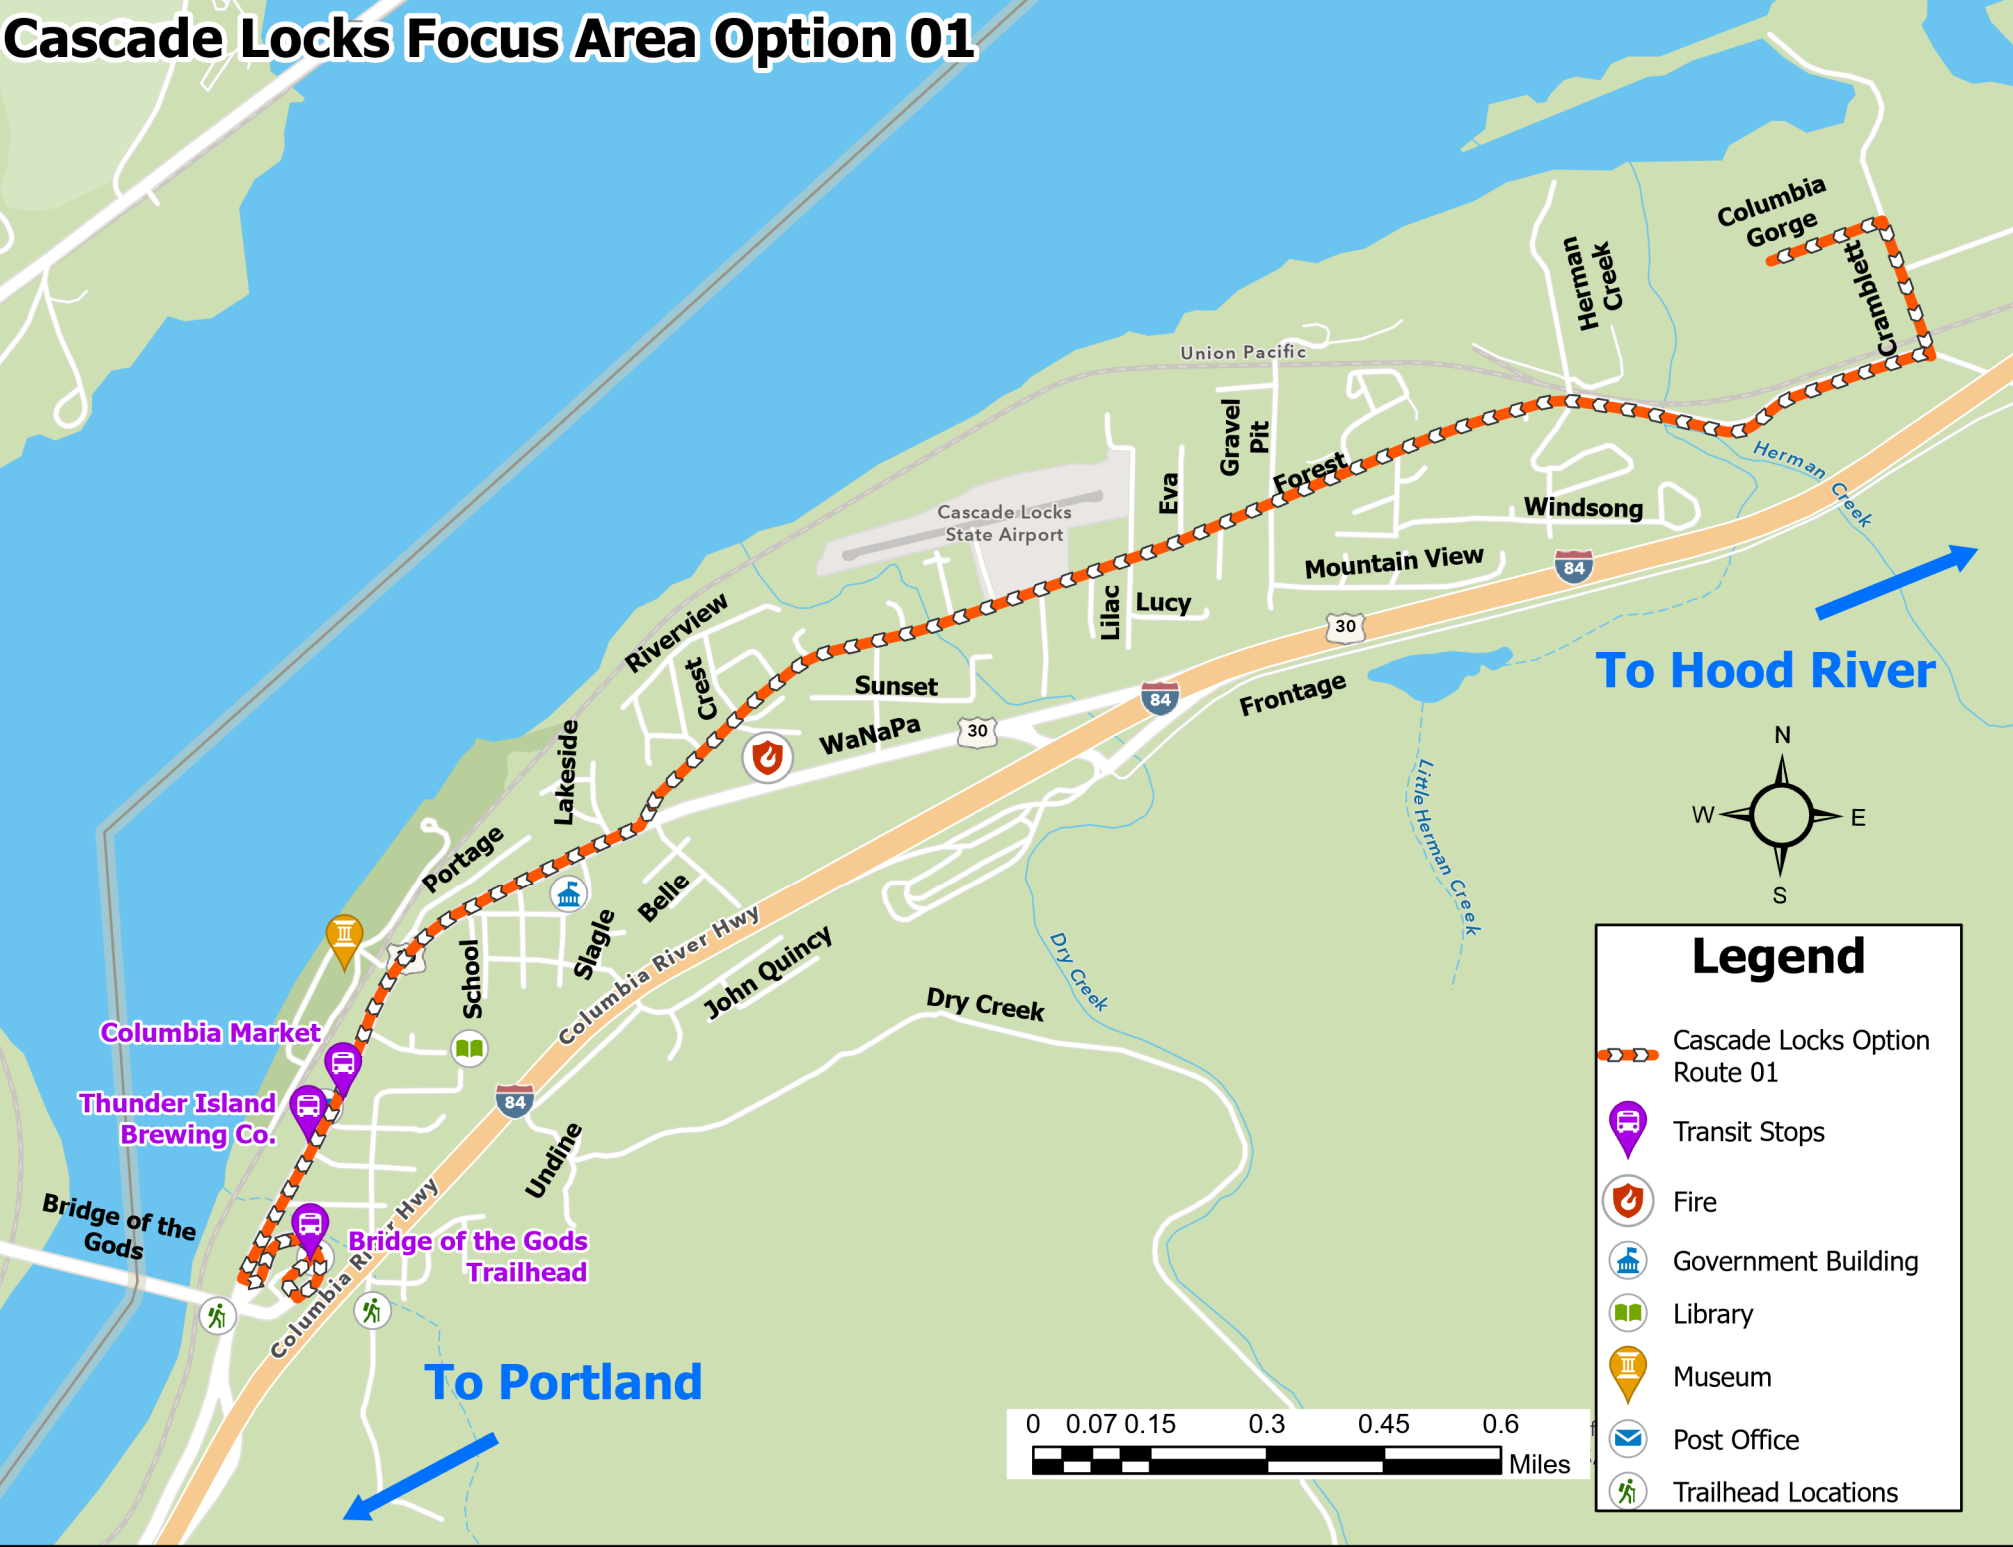 Cascade Locks Focus Area Option 01
Columbia
Gorge
Cramblett
Herman
Creek
Union Pacific
Gravel
Pit
Forest
Eva
Herman Creek
Windsong
Cascade Locks
State Airport
Mountain View
84
Lilac
Lucy
30
Riverview
Crest
Sunset
84
Frontage
To Hood River
WaNaPa
30
Lakeside
N
W
E
S
Little Herman Creek
Portage
Belle
Slagle
School
Columbia River Hwy
John Quincy
Dry Creek
Dry Creek
Columbia Market
Thunder Island
Brewing Co.
84
Undine
Bridge of the
Gods
Columbia River Hwy
Bridge of the Gods
Trailhead
To Portland
0 0.07 0.15 0.3 0.45 0.6
Miles
Legend
Cascade Locks Option
Route 01
Transit Stops
Fire
Government Building
Library
Museum
Post Office
Trailhead Locations